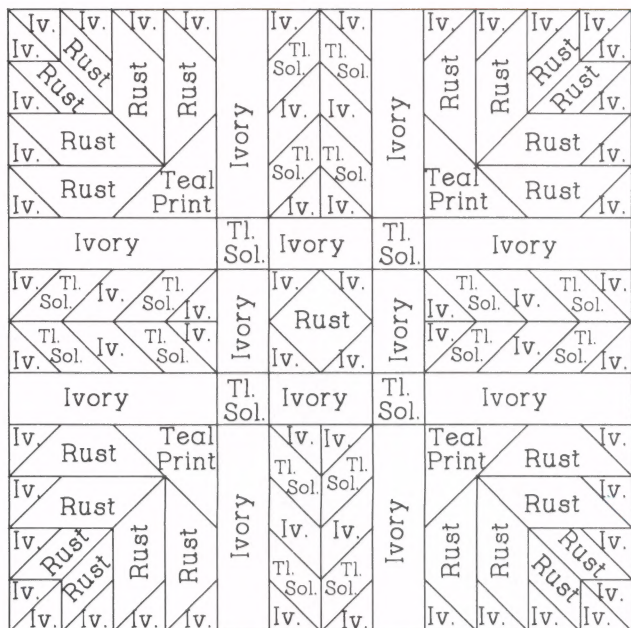 Iv. Iv. Iv. Iv. Iv. Iv. Iv. Iv. Iv. Iv.
Iv. Tl. Tl. Iv.
Rust Sol. Sol. Rust
Iv. Rust Rust Rust Rust Rust Rust Iv.
Iv. Iv.
Iv. Rust Ivory Ivory Rust Iv.
Tl. Tl.
Sol. Sol.
Iv. Rust Teal Teal Rust Iv.
Print Print
Iv. Iv.
Ivory Tl. Ivory Tl. Ivory
Sol. Sol.
Iv. Tl. Iv. Tl. Iv. Iv. Iv. Tl. Iv. Tl. Iv.
Sol. Sol. Iv. Ivory Rust Ivory Iv. Sol. Sol.
Iv. Tl. Iv. Tl. Iv. Iv. Iv. Iv. Tl. Iv. Tl. Iv.
Sol. Sol. Sol. Sol.
Ivory Tl. Ivory Tl. Ivory
Sol. Sol.
Iv. Rust Teal Iv. Iv. Teal Rust Iv.
Print Print
Tl. Tl.
Iv. Rust Sol. Sol. Rust Iv.
Ivory Ivory
Iv. Rust Rust Rust Iv. Iv. Rust Rust Rust Iv.
Rust Tl. Tl. Rust
Iv. Sol. Sol. Iv.
Iv. Iv. Iv. Iv. Iv. Iv. Iv. Iv. Iv. Iv.